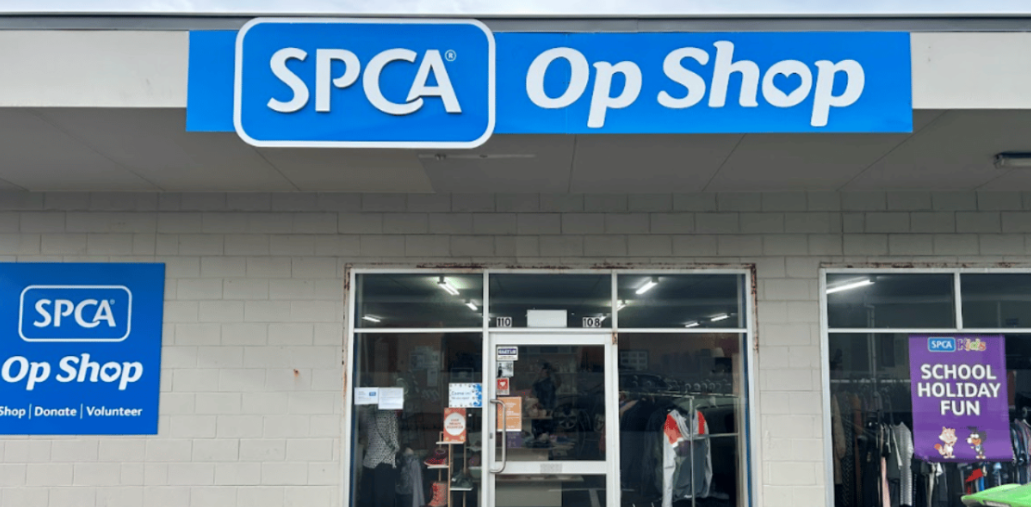 SPCA®
Op Shop
SPCA®
Op Shop
Shop | Donate | Volunteer
110
108
SPCA Kids
SCHOOL
HOLIDAY
FUN